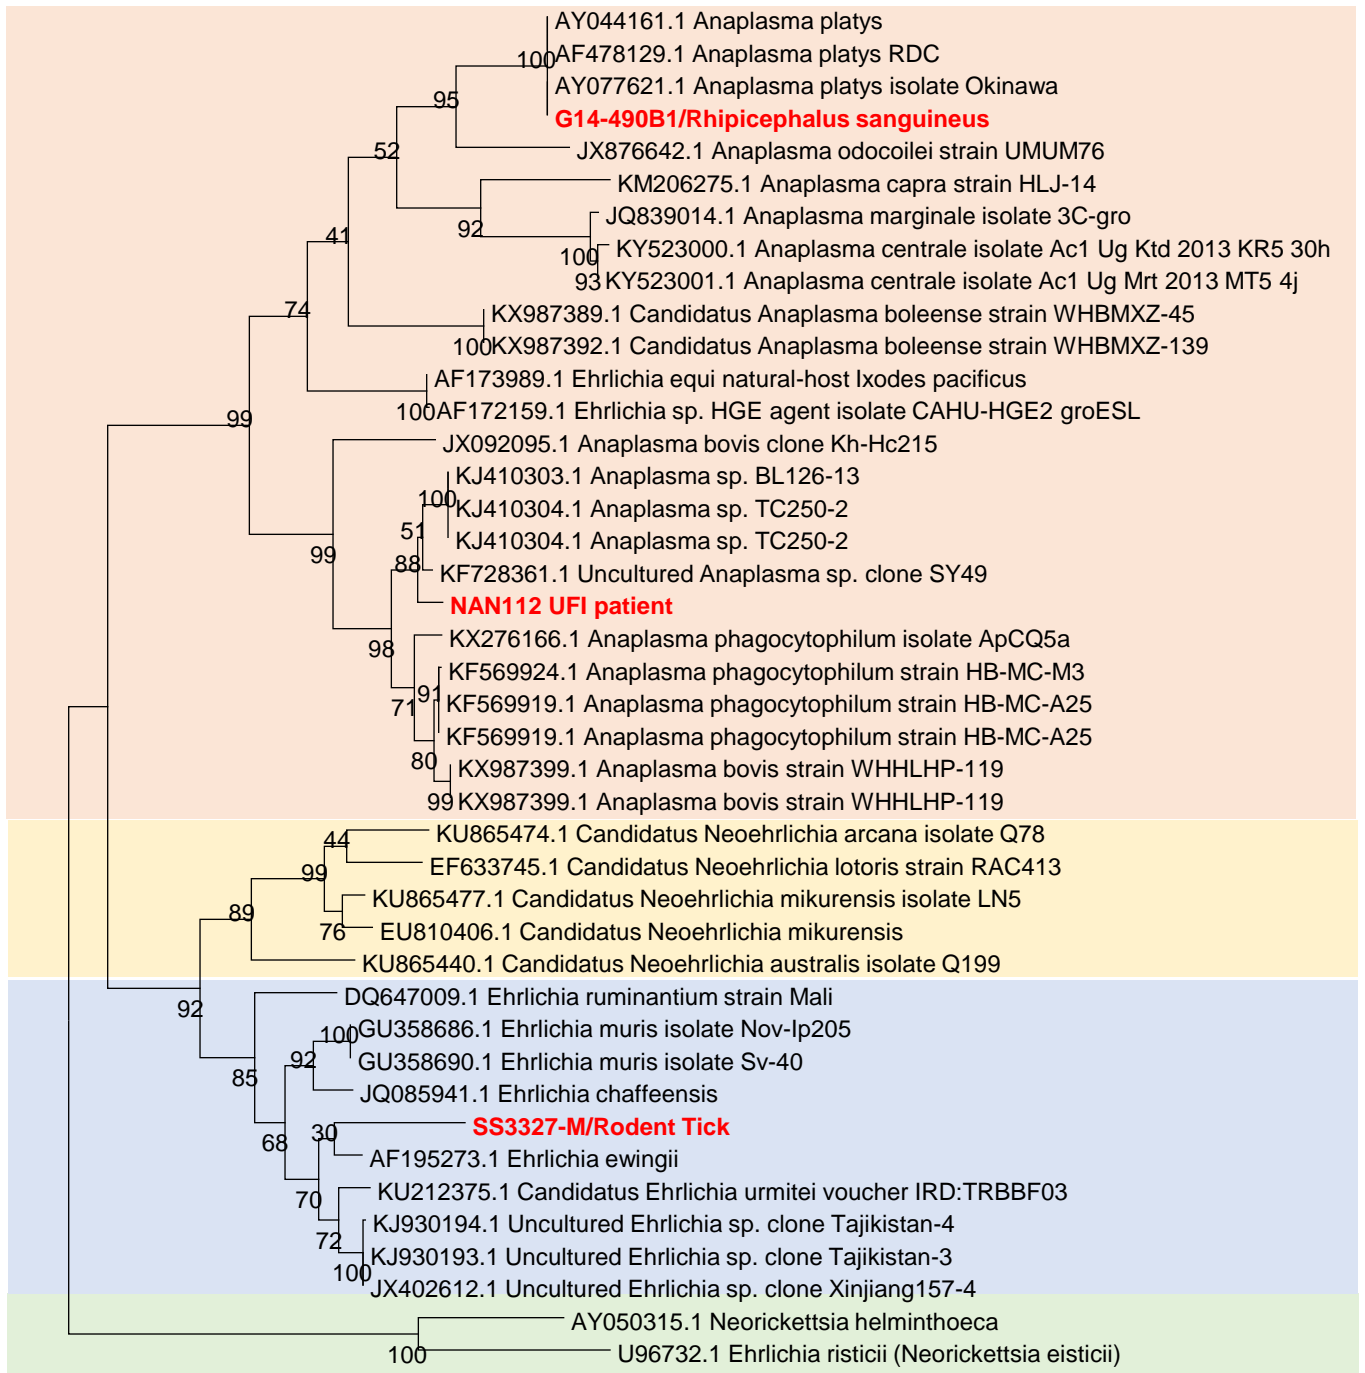 AY044161.1 Anaplasma platys
100
AF478129.1 Anaplasma platys RDC
AY077621.1 Anaplasma platys isolate Okinawa
95
G14-490B1/Rhipicephalus sanguineus
52
JX876642.1 Anaplasma odocoilei strain UMUM76
KM206275.1 Anaplasma capra strain HLJ-14
JQ839014.1 Anaplasma marginale isolate 3C-gro
92
41
KY523000.1 Anaplasma centrale isolate Ac1 Ug Ktd 2013 KR5 30h
100
93
KY523001.1 Anaplasma centrale isolate Ac1 Ug Mrt 2013 MT5 4j
74
KX987389.1 Candidatus Anaplasma boleense strain WHBMXZ-45
100
KX987392.1 Candidatus Anaplasma boleense strain WHBMXZ-139
AF173989.1 Ehrlichia equi natural-host Ixodes pacificus
99
100
AF172159.1 Ehrlichia sp. HGE agent isolate CAHU-HGE2 groESL
JX092095.1 Anaplasma bovis clone Kh-Hc215
KJ410303.1 Anaplasma sp. BL126-13
100
KJ410304.1 Anaplasma sp. TC250-2
51
KJ410304.1 Anaplasma sp. TC250-2
99
88
KF728361.1 Uncultured Anaplasma sp. clone SY49
NAN112 UFI patient
98
KX276166.1 Anaplasma phagocytophilum isolate ApCQ5a
KF569924.1 Anaplasma phagocytophilum strain HB-MC-M3
91
71
KF569919.1 Anaplasma phagocytophilum strain HB-MC-A25
KF569919.1 Anaplasma phagocytophilum strain HB-MC-A25
80
KX987399.1 Anaplasma bovis strain WHHLHP-119
99
KX987399.1 Anaplasma bovis strain WHHLHP-119
KU865474.1 Candidatus Neoehrlichia arcana isolate Q78
44
99
EF633745.1 Candidatus Neoehrlichia lotoris strain RAC413
KU865477.1 Candidatus Neoehrlichia mikurensis isolate LN5
89
76
EU810406.1 Candidatus Neoehrlichia mikurensis
KU865440.1 Candidatus Neoehrlichia australis isolate Q199
92
DQ647009.1 Ehrlichia ruminantium strain Mali
100
GU358686.1 Ehrlichia muris isolate Nov-Ip205
92
GU358690.1 Ehrlichia muris isolate Sv-40
85
JQ085941.1 Ehrlichia chaffeensis
68
30
SS3327-M/Rodent Tick
AF195273.1 Ehrlichia ewingii
70
KU212375.1 Candidatus Ehrlichia urmitei voucher IRD:TRBBF03
KJ930194.1 Uncultured Ehrlichia sp. clone Tajikistan-4
72
KJ930193.1 Uncultured Ehrlichia sp. clone Tajikistan-3
100
JX402612.1 Uncultured Ehrlichia sp. clone Xinjiang157-4
AY050315.1 Neorickettsia helminthoeca
100
U96732.1 Ehrlichia risticii (Neorickettsia eisticii)